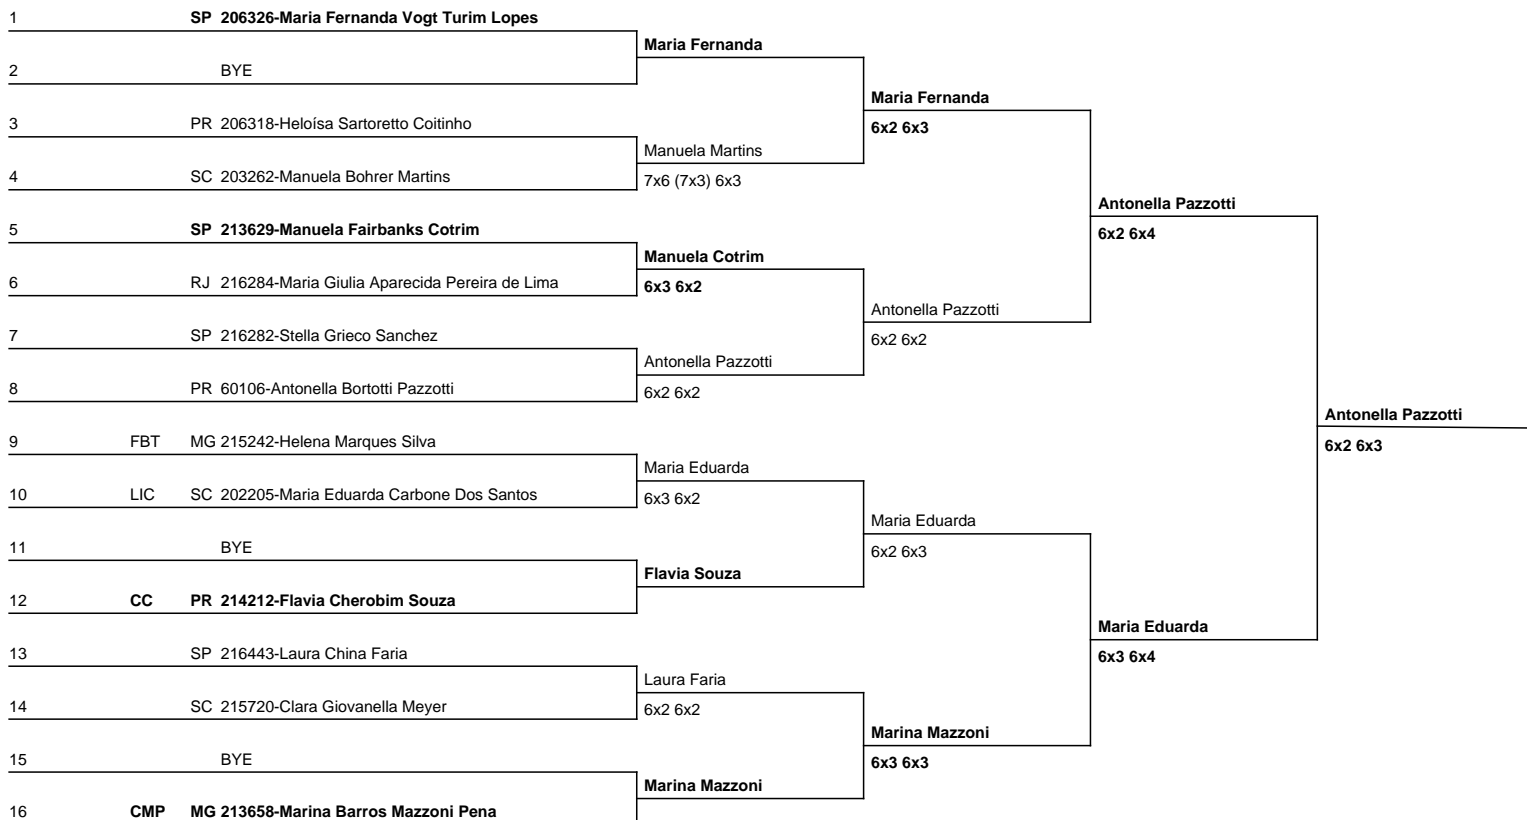 1 SP 206326-Maria Fernanda Vogt Turim Lopes
Maria Fernanda
2 BYE
Maria Fernanda
6x2 6x3
3 PR 206318-Heloísa Sartoretto Coitinho
Manuela Martins
7x6 (7x3) 6x3
4 SC 203262-Manuela Bohrer Martins
Antonella Pazzotti
6x2 6x4
5 SP 213629-Manuela Fairbanks Cotrim
Manuela Cotrim
6x3 6x2
6 RJ 216284-Maria Giulia Aparecida Pereira de Lima
Antonella Pazzotti
6x2 6x2
7 SP 216282-Stella Grieco Sanchez
Antonella Pazzotti
6x2 6x2
8 PR 60106-Antonella Bortotti Pazzotti
Antonella Pazzotti
6x2 6x3
9 FBT MG 215242-Helena Marques Silva
Maria Eduarda
6x3 6x2
10 LIC SC 202205-Maria Eduarda Carbone Dos Santos
Maria Eduarda
6x2 6x3
11 BYE
Flavia Souza
12 CC PR 214212-Flavia Cherobim Souza
Maria Eduarda
6x3 6x4
13 SP 216443-Laura China Faria
Laura Faria
6x2 6x2
14 SC 215720-Clara Giovanella Meyer
Marina Mazzoni
6x3 6x3
15 BYE
Marina Mazzoni
16 CMP MG 213658-Marina Barros Mazzoni Pena